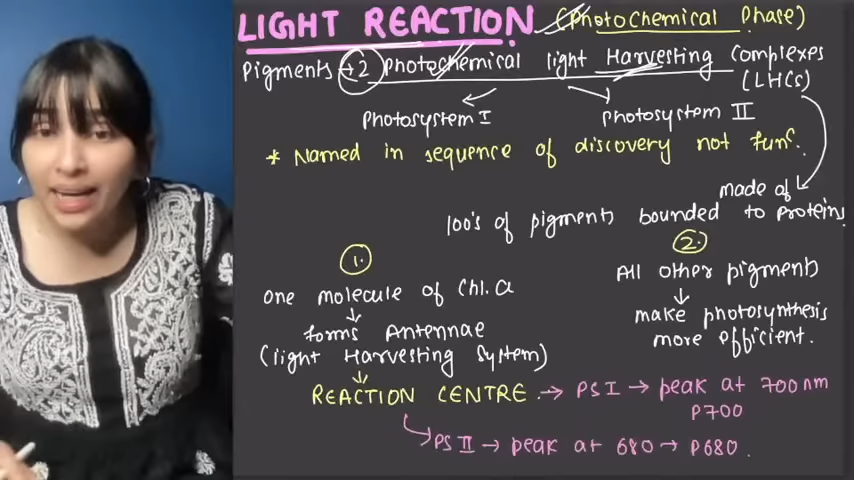 LIGHT REACTION (Photochemical Phase)
Pigments → 2 Photochemical light Harvesting Complexes
(LHCs)
Photosystem I
Photosystem II
* Named in sequence of discovery not funⁿ.
made of
100's of pigments bounded to proteins.
1.
2.
One molecule of Chl. a
All other pigments
↓
↓
forms Antennae
make photosynthesis
(light Harvesting System)
more efficient.
↓
REACTION CENTRE. → PS I → peak at 700 nm
P700
→ PS II → peak at 680 → P680.